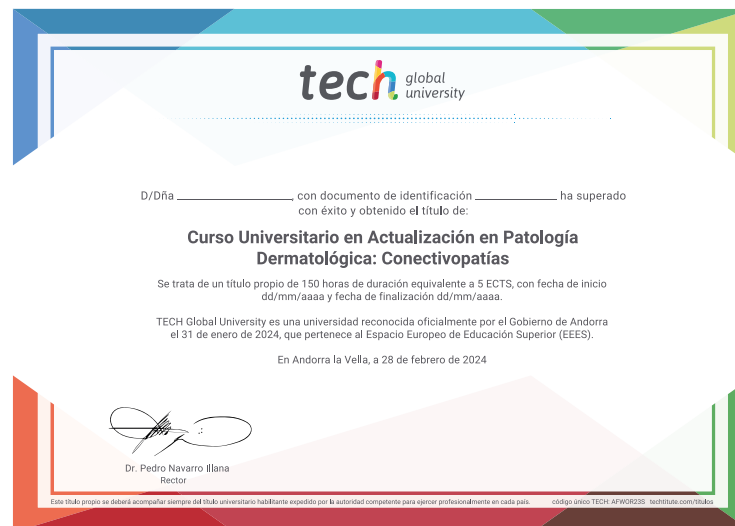 tech global university
D/Dña ____________, con documento de identificación ____________ ha superado
con éxito y obtenido el título de:
Curso Universitario en Actualización en Patología
Dermatológica: Conectivopatías
Se trata de un título propio de 150 horas de duración equivalente a 5 ECTS, con fecha de inicio
dd/mm/aaaa y fecha de finalización dd/mm/aaaa.
TECH Global University es una universidad reconocida oficialmente por el Gobierno de Andorra
el 31 de enero de 2024, que pertenece al Espacio Europeo de Educación Superior (EEES).
En Andorra la Vella, a 28 de febrero de 2024
Dr. Pedro Navarro Illana
Rector
Este título propio se deberá acompañar siempre del título universitario habilitante expedido por la autoridad competente para ejercer profesionalmente en cada país. código único TECH: AFWOR23S techtitute.com/titulos